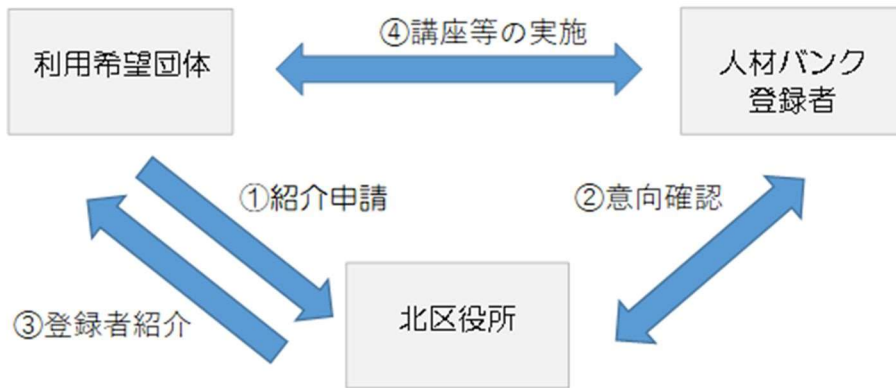 ④講座等の実施
利用希望団体
人材バンク
登録者
①紹介申請
②意向確認
③登録者紹介
北区役所